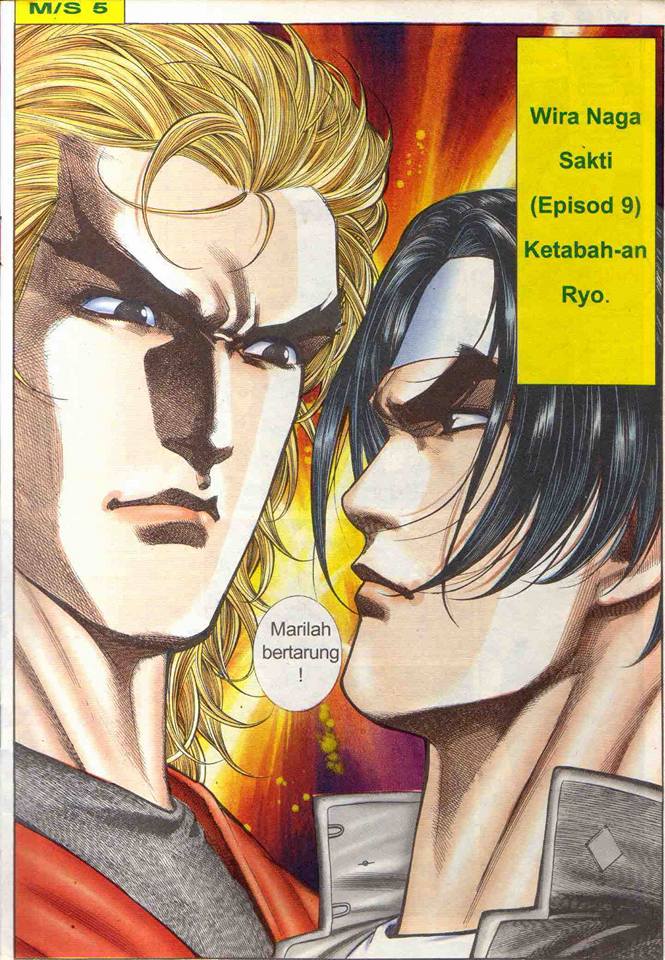 M/S 5
Wira Naga
Sakti
(Episod 9)
Ketabah-an
Ryo.
Marilah
bertarung
!